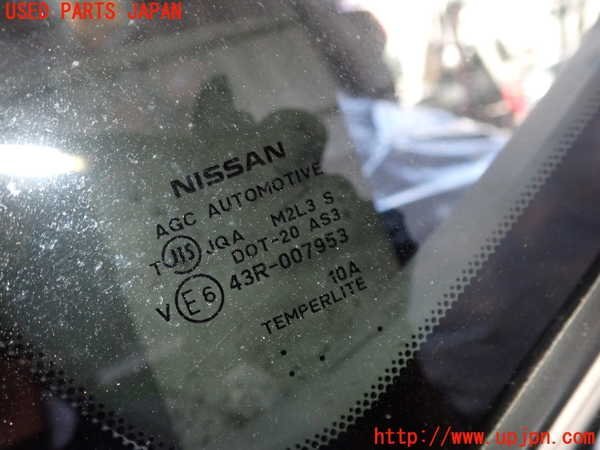 USED PARTS JAPAN
NISSAN
AGC AUTOMOTIVE
M2L3 S
T JIS JQA DOT-20 AS3
V E6 43R-007953
10A
TEMPERLITE
http://www.upjpn.com/